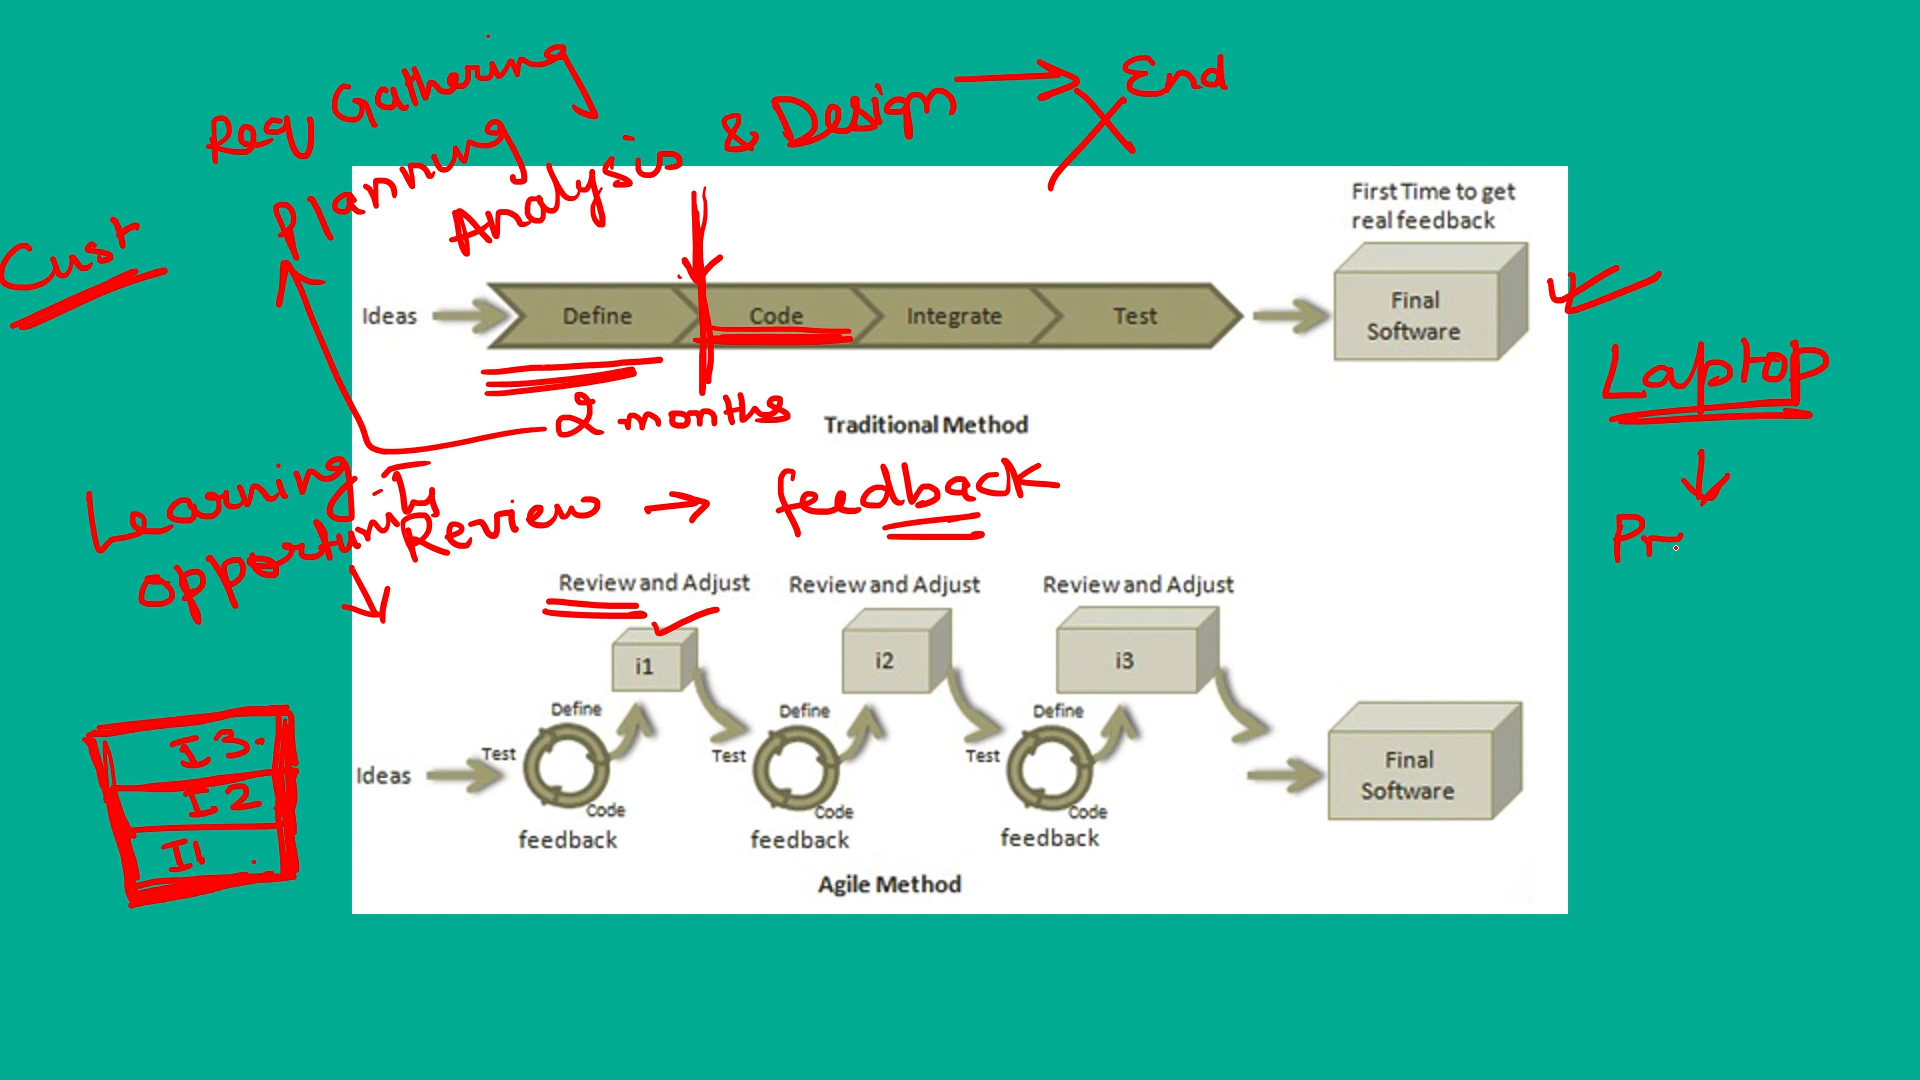 Req Gathering
Planning
Analysis & Design → End
Cust
First Time to get
real feedback
Ideas
Define
Code
Integrate
Test
Final
Software
2 months
Traditional Method
Laptop
Pr
Learning
opportunity
Review → feedback
Review and Adjust
Review and Adjust
Review and Adjust
i1
i2
i3
Ideas
Test
Define
Code
feedback
Test
Define
Code
feedback
Test
Define
Code
feedback
Final
Software
Agile Method
I3.
I2
I1